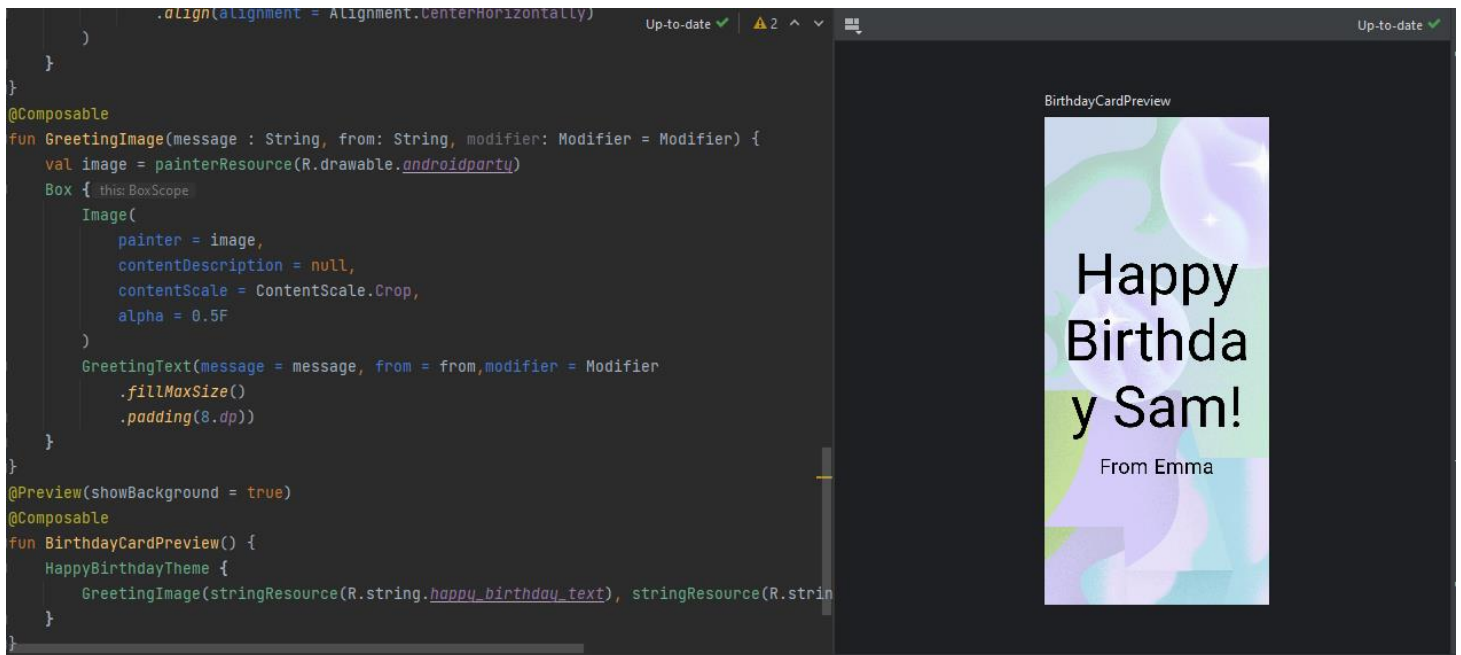 .align(alignment = Alignment.CenterHorizontally)
Up-to-date
2
)
}
}
@Composable
fun GreetingImage(message : String, from: String, modifier: Modifier = Modifier) {
val image = painterResource(R.drawable.androidparty)
Box { this: BoxScope
Image(
painter = image,
contentDescription = null,
contentScale = ContentScale.Crop,
alpha = 0.5F
)
GreetingText(message = message, from = from,modifier = Modifier
.fillMaxSize()
.padding(8.dp))
}
}
@Preview(showBackground = true)
@Composable
fun BirthdayCardPreview() {
HappyBirthdayTheme {
GreetingImage(stringResource(R.string.happy_birthday_text), stringResource(R.strin
}
}
Up-to-date
BirthdayCardPreview
Happy
Birthda
y Sam!
From Emma